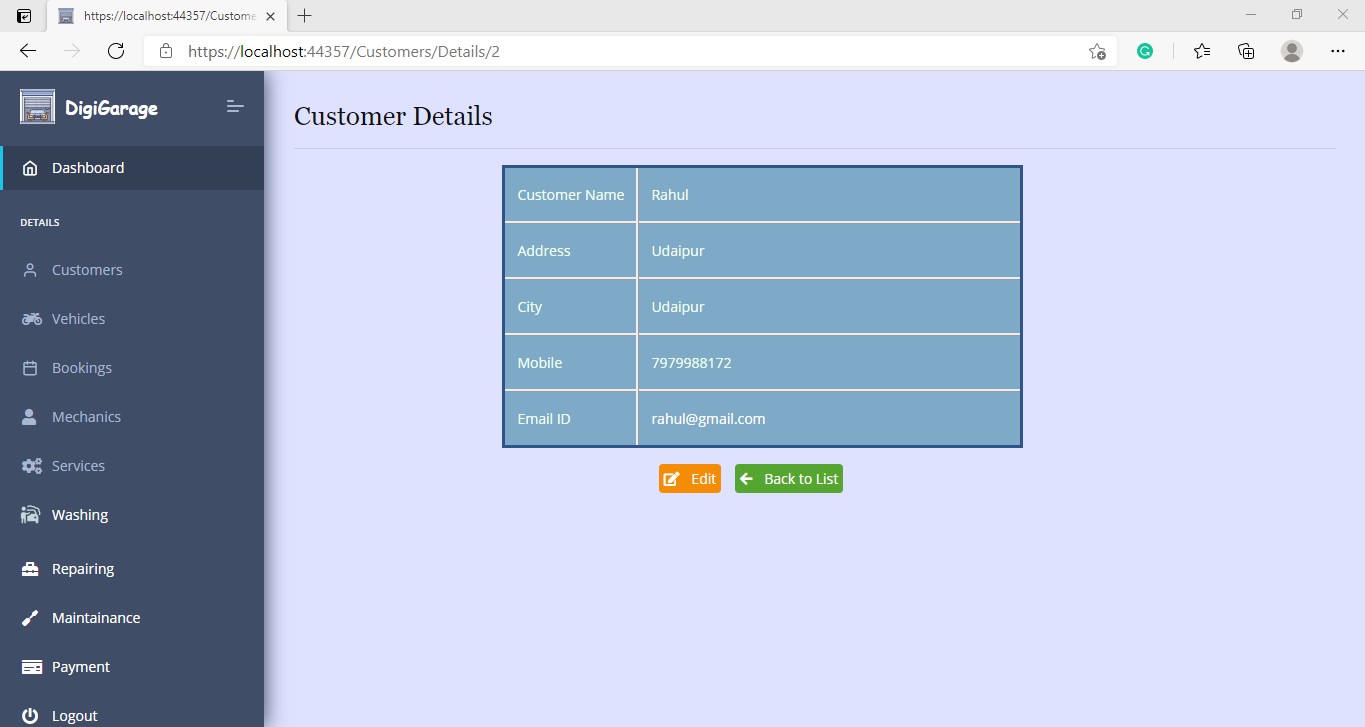 https://localhost:44357/Custome
https://localhost:44357/Customers/Details/2
DigiGarage
Dashboard
DETAILS
Customers
Vehicles
Bookings
Mechanics
Services
Washing
Repairing
Maintainance
Payment
Logout
Customer Details
Customer Name Rahul
Address Udaipur
City Udaipur
Mobile 7979988172
Email ID rahul@gmail.com
Edit Back to List